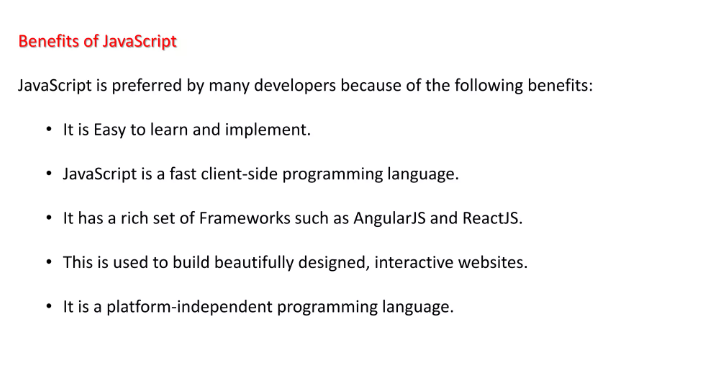 Benefits of JavaScript
JavaScript is preferred by many developers because of the following benefits:
• It is Easy to learn and implement.
• JavaScript is a fast client-side programming language.
• It has a rich set of Frameworks such as AngularJS and ReactJS.
• This is used to build beautifully designed, interactive websites.
• It is a platform-independent programming language.